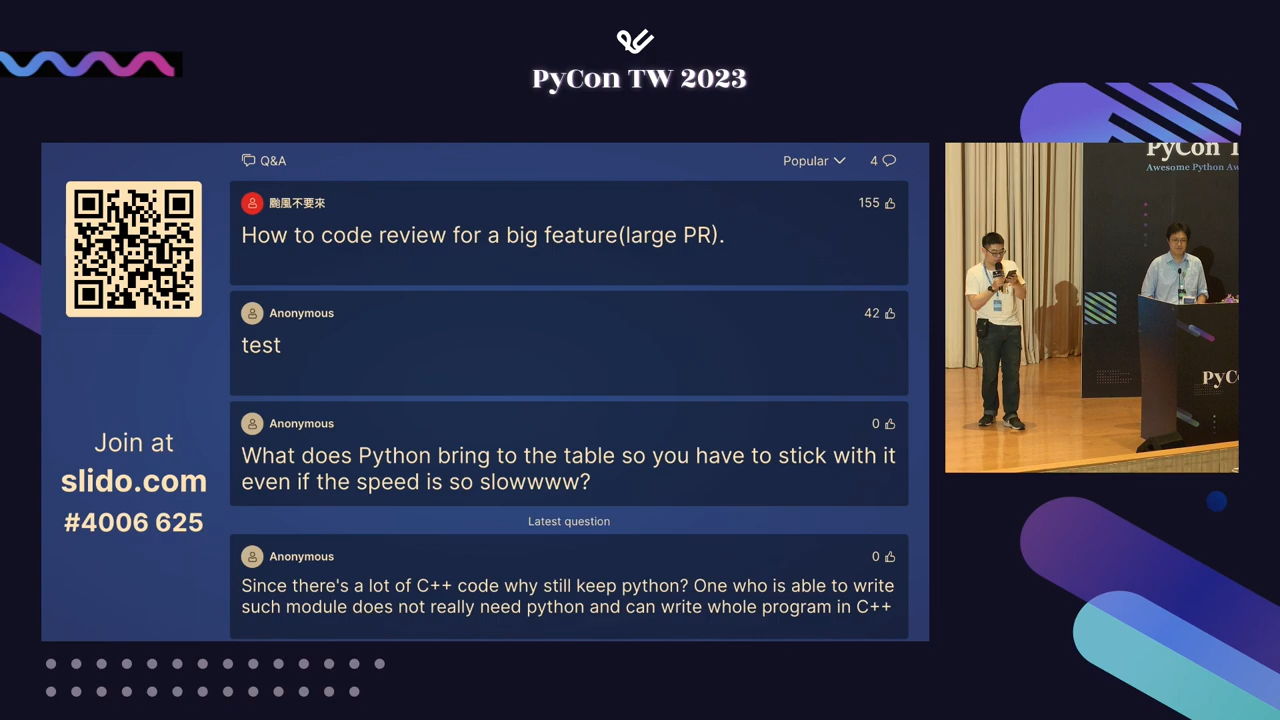 PyCon TW 2023
Q&A
Popular
4
颱風不要來
155
How to code review for a big feature(large PR).
Anonymous
42
test
Anonymous
0
What does Python bring to the table so you have to stick with it
even if the speed is so slowwww?
Latest question
Anonymous
0
Since there's a lot of C++ code why still keep python? One who is able to write
such module does not really need python and can write whole program in C++
Join at
slido.com
#4006 625
PyCon
Awesome Python
PyC